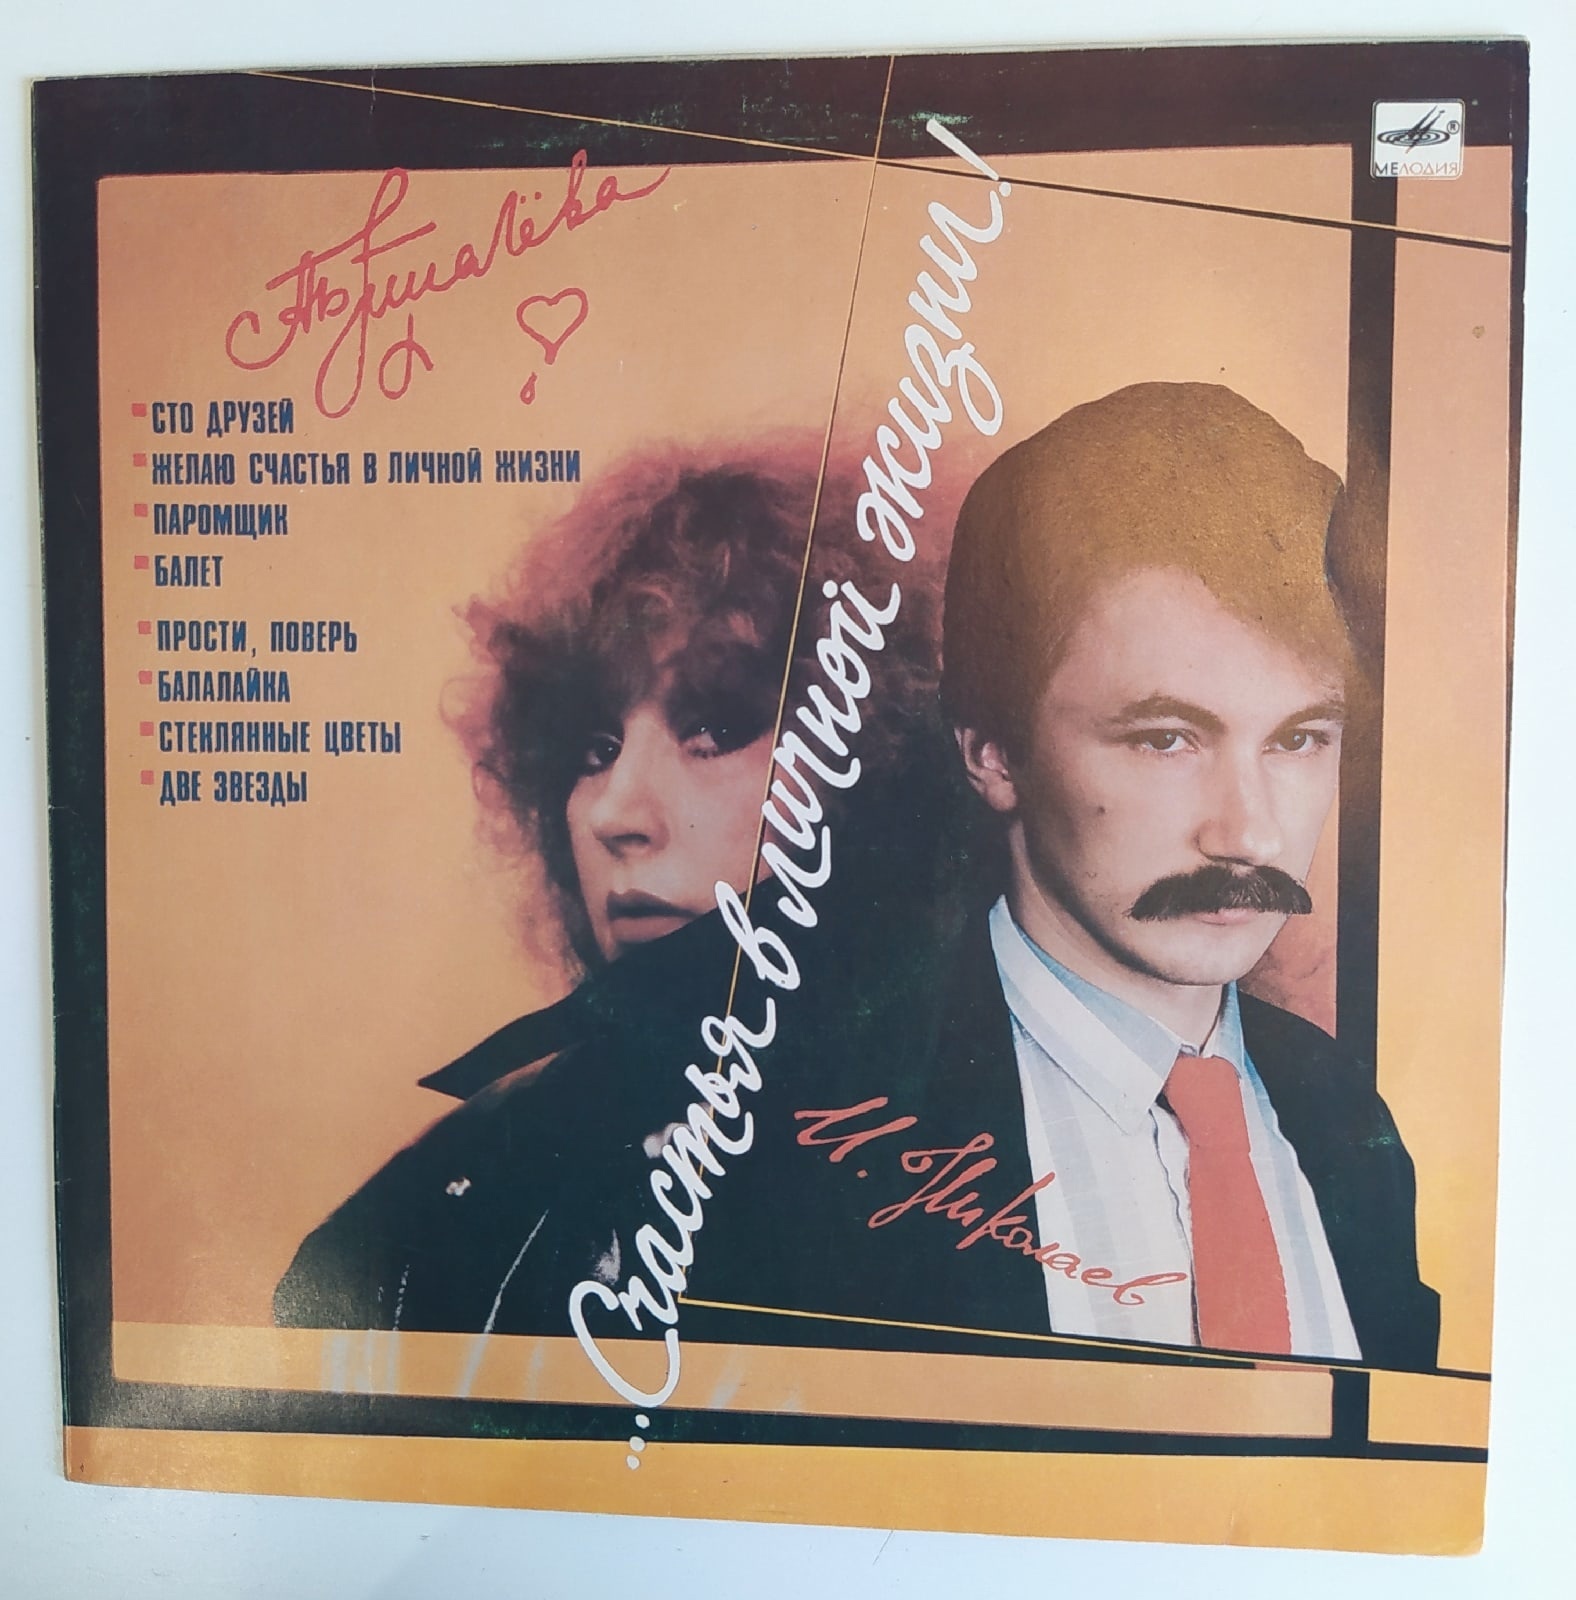 МЕЛОДИЯ
...Счастья в личной жизни!
СТО ДРУЗЕЙ
ЖЕЛАЮ СЧАСТЬЯ В ЛИЧНОЙ ЖИЗНИ
ПАРОМЩИК
БАЛЕТ
ПРОСТИ, ПОВЕРЬ
БАЛАЛАЙКА
СТЕКЛЯННЫЕ ЦВЕТЫ
ДВЕ ЗВЕЗДЫ
И. Николаев